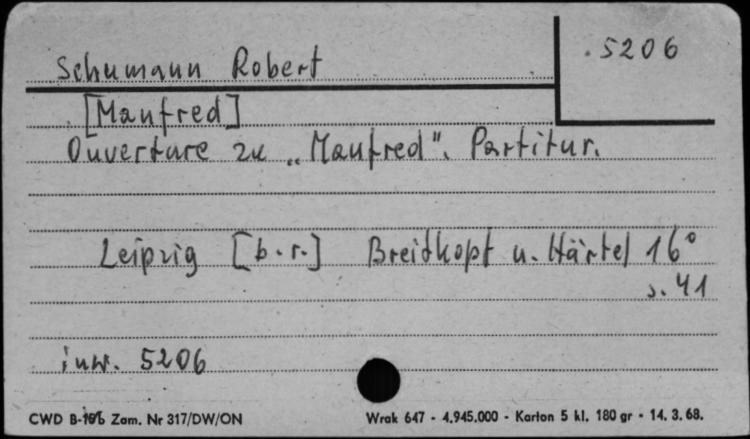 Schumann Robert
. 5206
[Manfred]
Ouverture zu „Manfred". Partitur.
Leipzig [b.r.] Breitkopf u. Härtel 16°
s. 41
inw. 5206
CWD B-16b Zam. Nr 317/DW/ON
Wrak 647 - 4.945.000 - Karton 5 kl. 180 gr - 14. 3. 68.